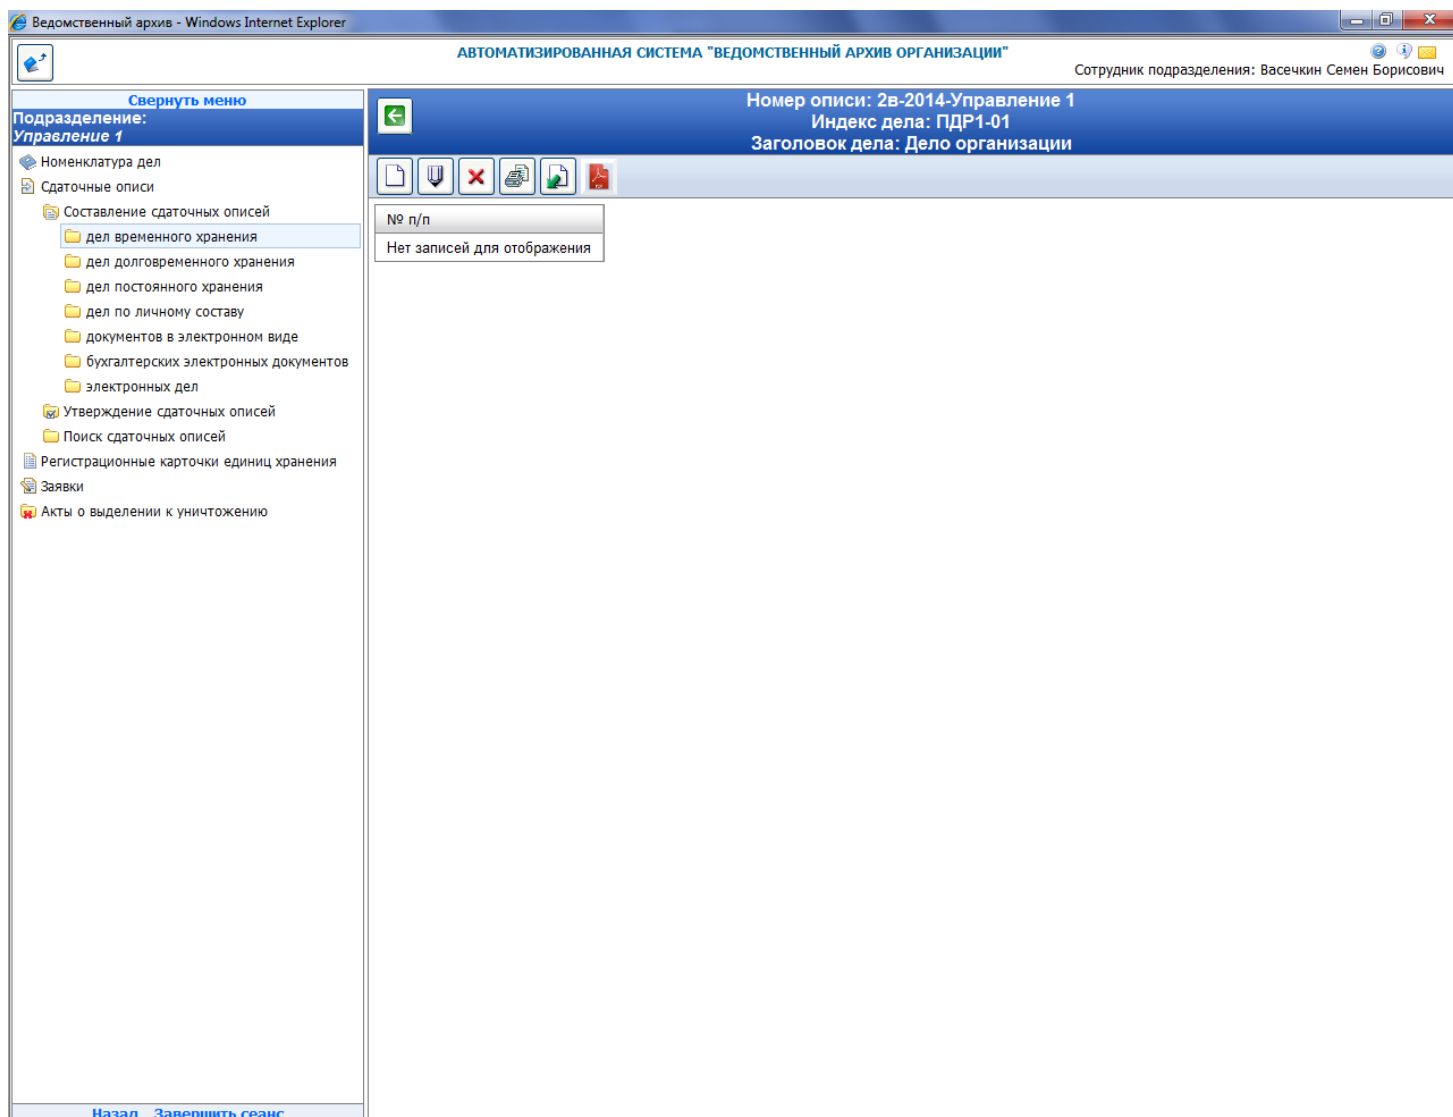 Ведомственный архив - Windows Internet Explorer
АВТОМАТИЗИРОВАННАЯ СИСТЕМА "ВЕДОМСТВЕННЫЙ АРХИВ ОРГАНИЗАЦИИ"
Сотрудник подразделения: Васечкин Семен Борисович
Свернуть меню
Подразделение:
Управление 1
Номенклатура дел
Сдаточные описи
Составление сдаточных описей
дел временного хранения
дел долговременного хранения
дел постоянного хранения
дел по личному составу
документов в электронном виде
бухгалтерских электронных документов
электронных дел
Утверждение сдаточных описей
Поиск сдаточных описей
Регистрационные карточки единиц хранения
Заявки
Акты о выделении к уничтожению
Назад Завершить сеанс
Номер описи: 2в-2014-Управление 1
Индекс дела: ПДР1-01
Заголовок дела: Дело организации
№ п/п
Нет записей для отображения